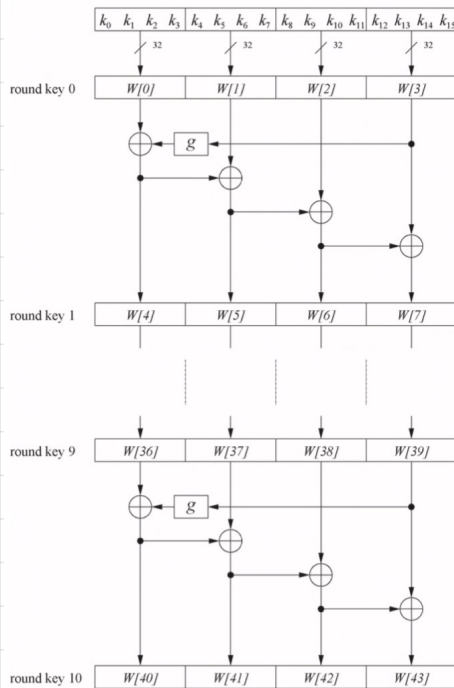 k0 k1 k2 k3 k4 k5 k6 k7 k8 k9 k10 k11 k12 k13 k14 k15
32 32 32 32
round key 0 W[0] W[1] W[2] W[3]
g
round key 1 W[4] W[5] W[6] W[7]
round key 9 W[36] W[37] W[38] W[39]
g
round key 10 W[40] W[41] W[42] W[43]